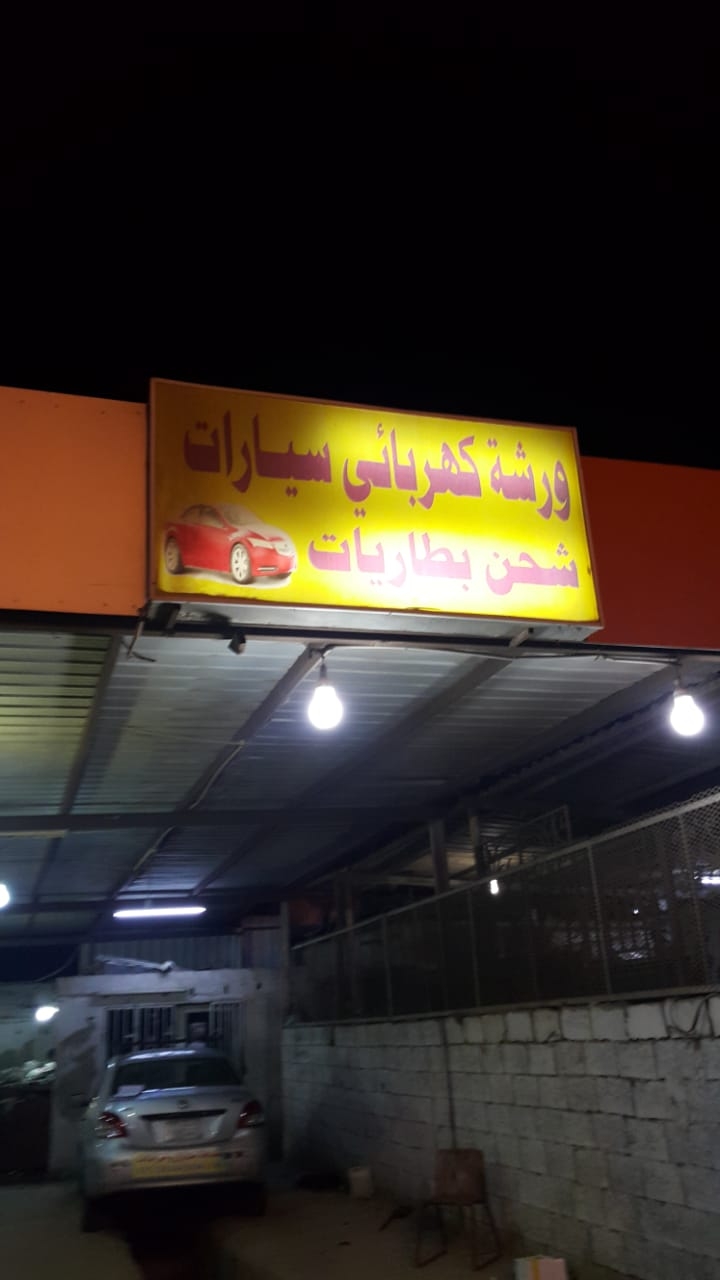 ورشة كهربائي سيارات
شحن بطاريات